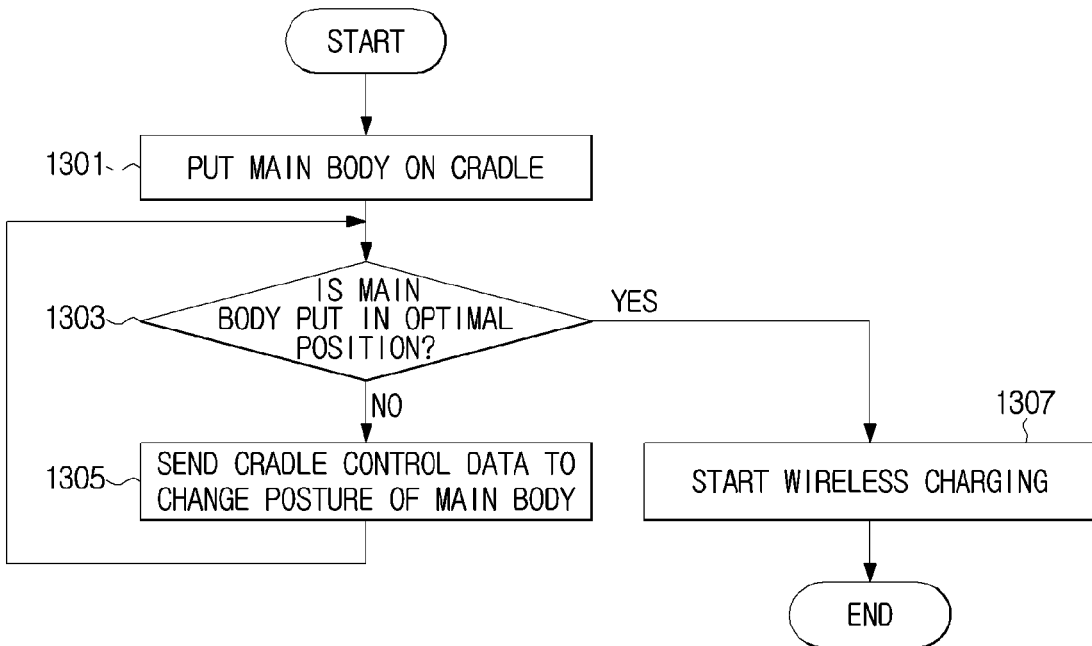 START
1301
PUT MAIN BODY ON CRADLE
1303
IS MAIN
BODY PUT IN OPTIMAL
POSITION?
YES
NO
1305
SEND CRADLE CONTROL DATA TO
CHANGE POSTURE OF MAIN BODY
1307
START WIRELESS CHARGING
END